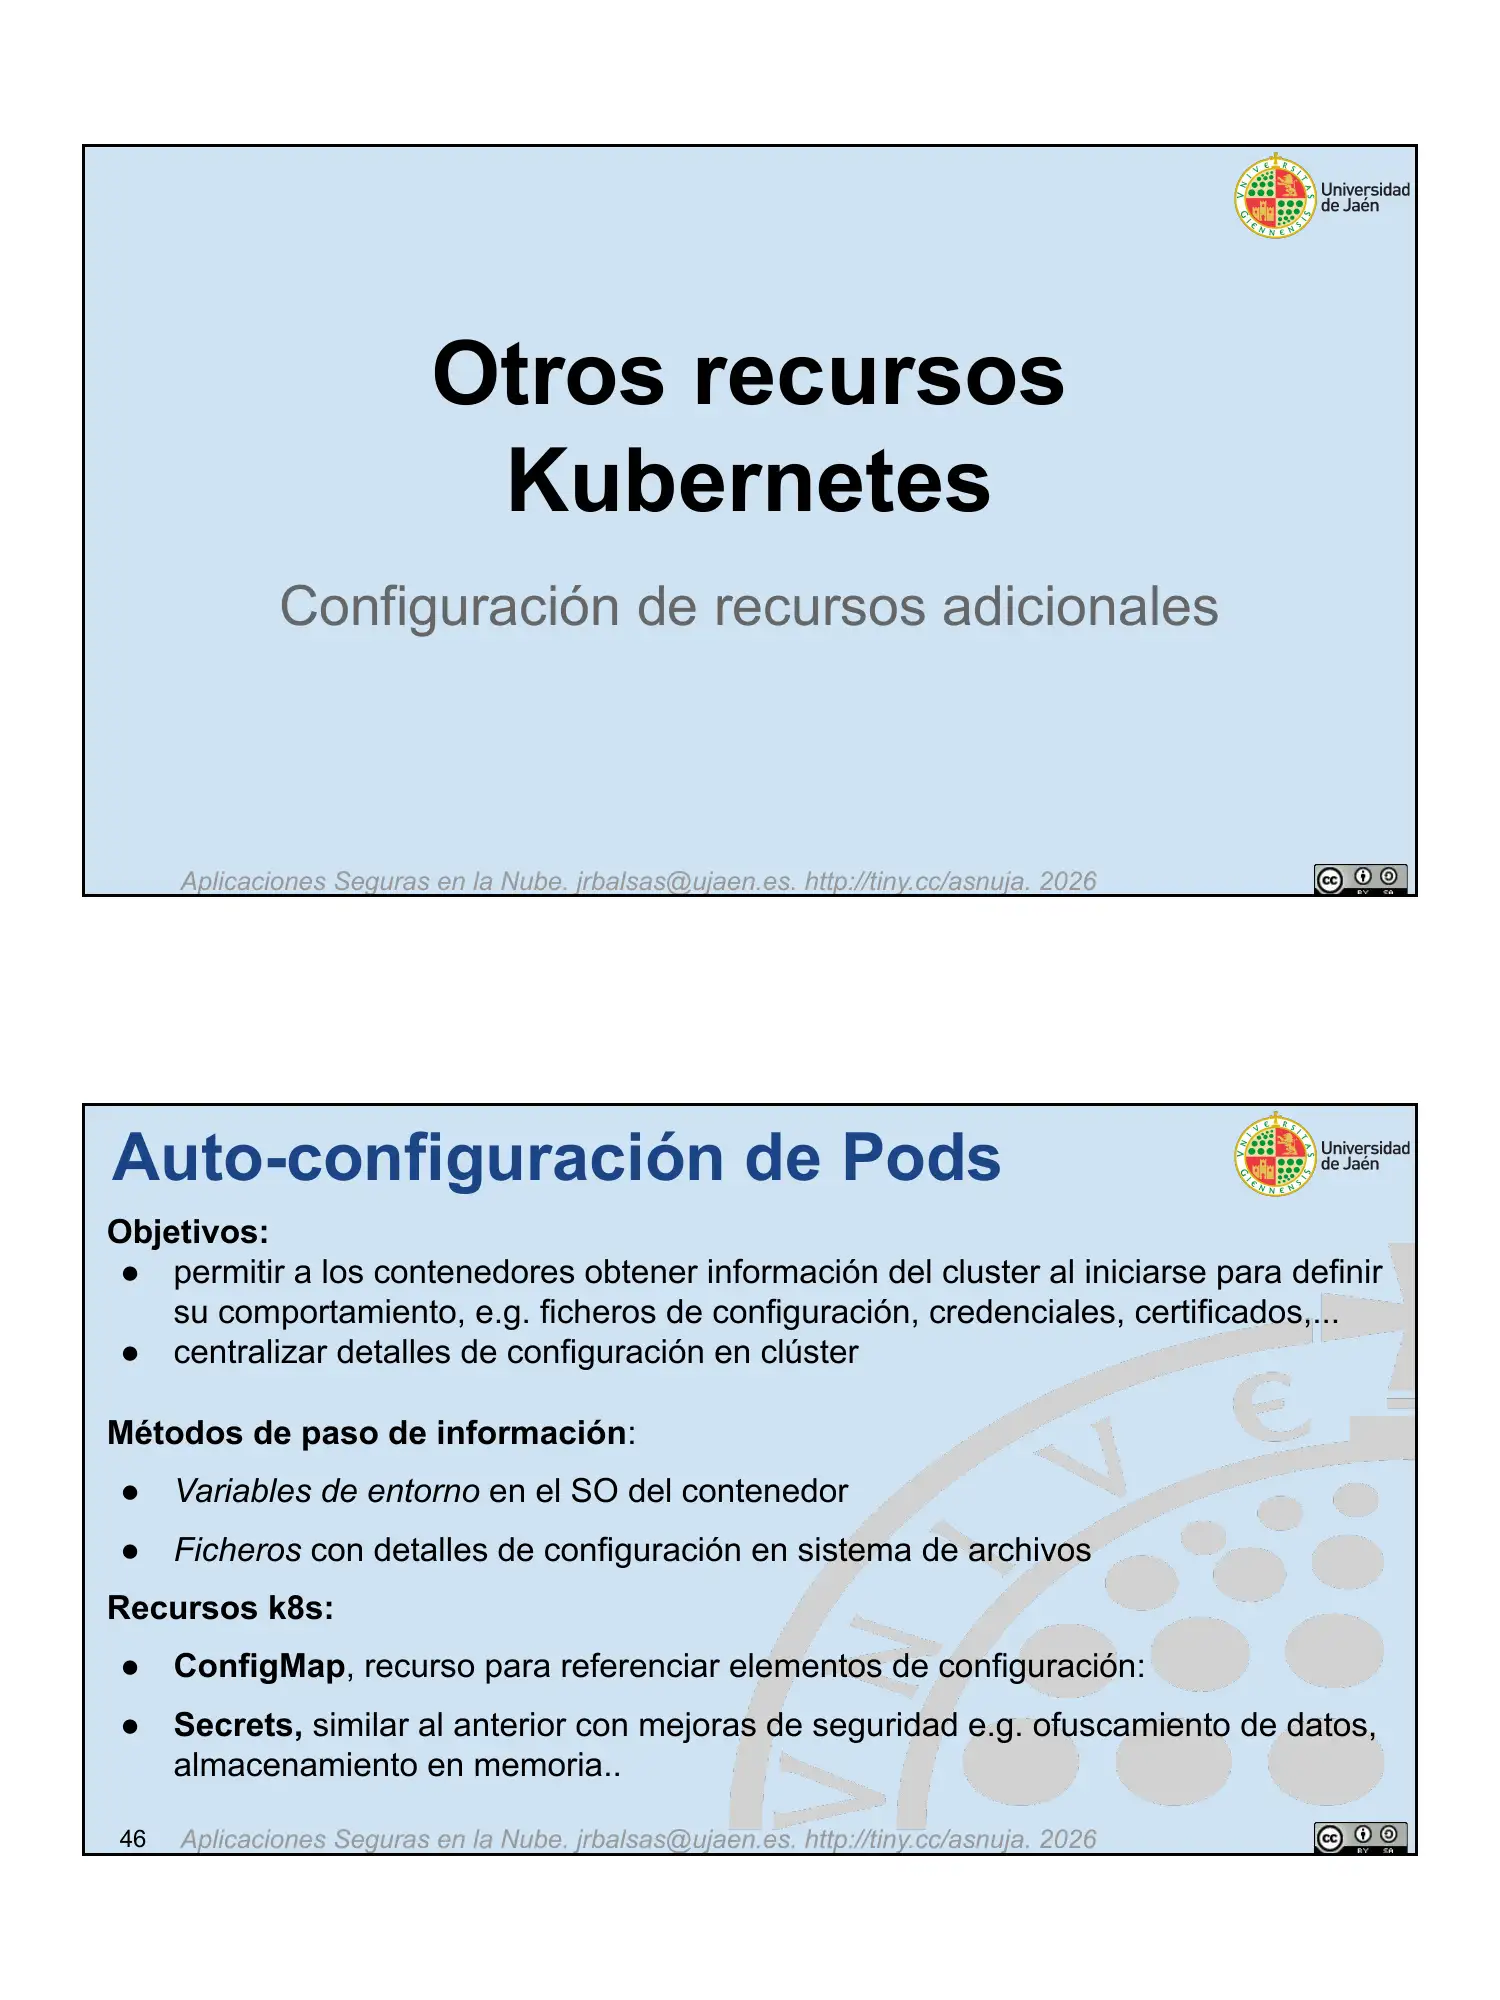 Universidad
de Jaén
Otros recursos
Kubernetes
Configuración de recursos adicionales
Aplicaciones Seguras en la Nube. jrbalsas@ujaen.es. http://tiny.cc/asnuja. 2026
cc BY SA
Auto-configuración de Pods
Universidad
de Jaén
Objetivos:
● permitir a los contenedores obtener información del cluster al iniciarse para definir
su comportamiento, e.g. ficheros de configuración, credenciales, certificados,...
● centralizar detalles de configuración en clúster
Métodos de paso de información:
● Variables de entorno en el SO del contenedor
● Ficheros con detalles de configuración en sistema de archivos
Recursos k8s:
● ConfigMap, recurso para referenciar elementos de configuración:
● Secrets, similar al anterior con mejoras de seguridad e.g. ofuscamiento de datos,
almacenamiento en memoria..
46 Aplicaciones Seguras en la Nube. jrbalsas@ujaen.es. http://tiny.cc/asnuja. 2026
cc BY SA